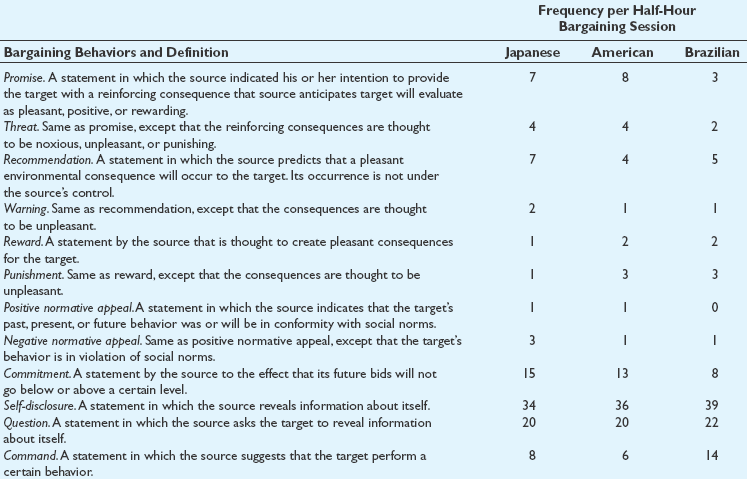 Frequency per Half-Hour
Bargaining Session
Bargaining Behaviors and Definition Japanese American Brazilian
Promise. A statement in which the source indicated his or her intention to provide 7 8 3
the target with a reinforcing consequence that source anticipates target will evaluate
as pleasant, positive, or rewarding.
Threat. Same as promise, except that the reinforcing consequences are thought 4 4 2
to be noxious, unpleasant, or punishing.
Recommendation. A statement in which the source predicts that a pleasant 7 4 5
environmental consequence will occur to the target. Its occurrence is not under
the source's control.
Warning. Same as recommendation, except that the consequences are thought 2 1 1
to be unpleasant.
Reward. A statement by the source that is thought to create pleasant consequences 1 2 2
for the target.
Punishment. Same as reward, except that the consequences are thought to be 1 3 3
unpleasant.
Positive normative appeal. A statement in which the source indicates that the target's 1 1 0
past, present, or future behavior was or will be in conformity with social norms.
Negative normative appeal. Same as positive normative appeal, except that the target's 3 1 1
behavior is in violation of social norms.
Commitment. A statement by the source to the effect that its future bids will not 15 13 8
go below or above a certain level.
Self-disclosure. A statement in which the source reveals information about itself. 34 36 39
Question. A statement in which the source asks the target to reveal information 20 20 22
about itself.
Command. A statement in which the source suggests that the target perform a 8 6 14
certain behavior.